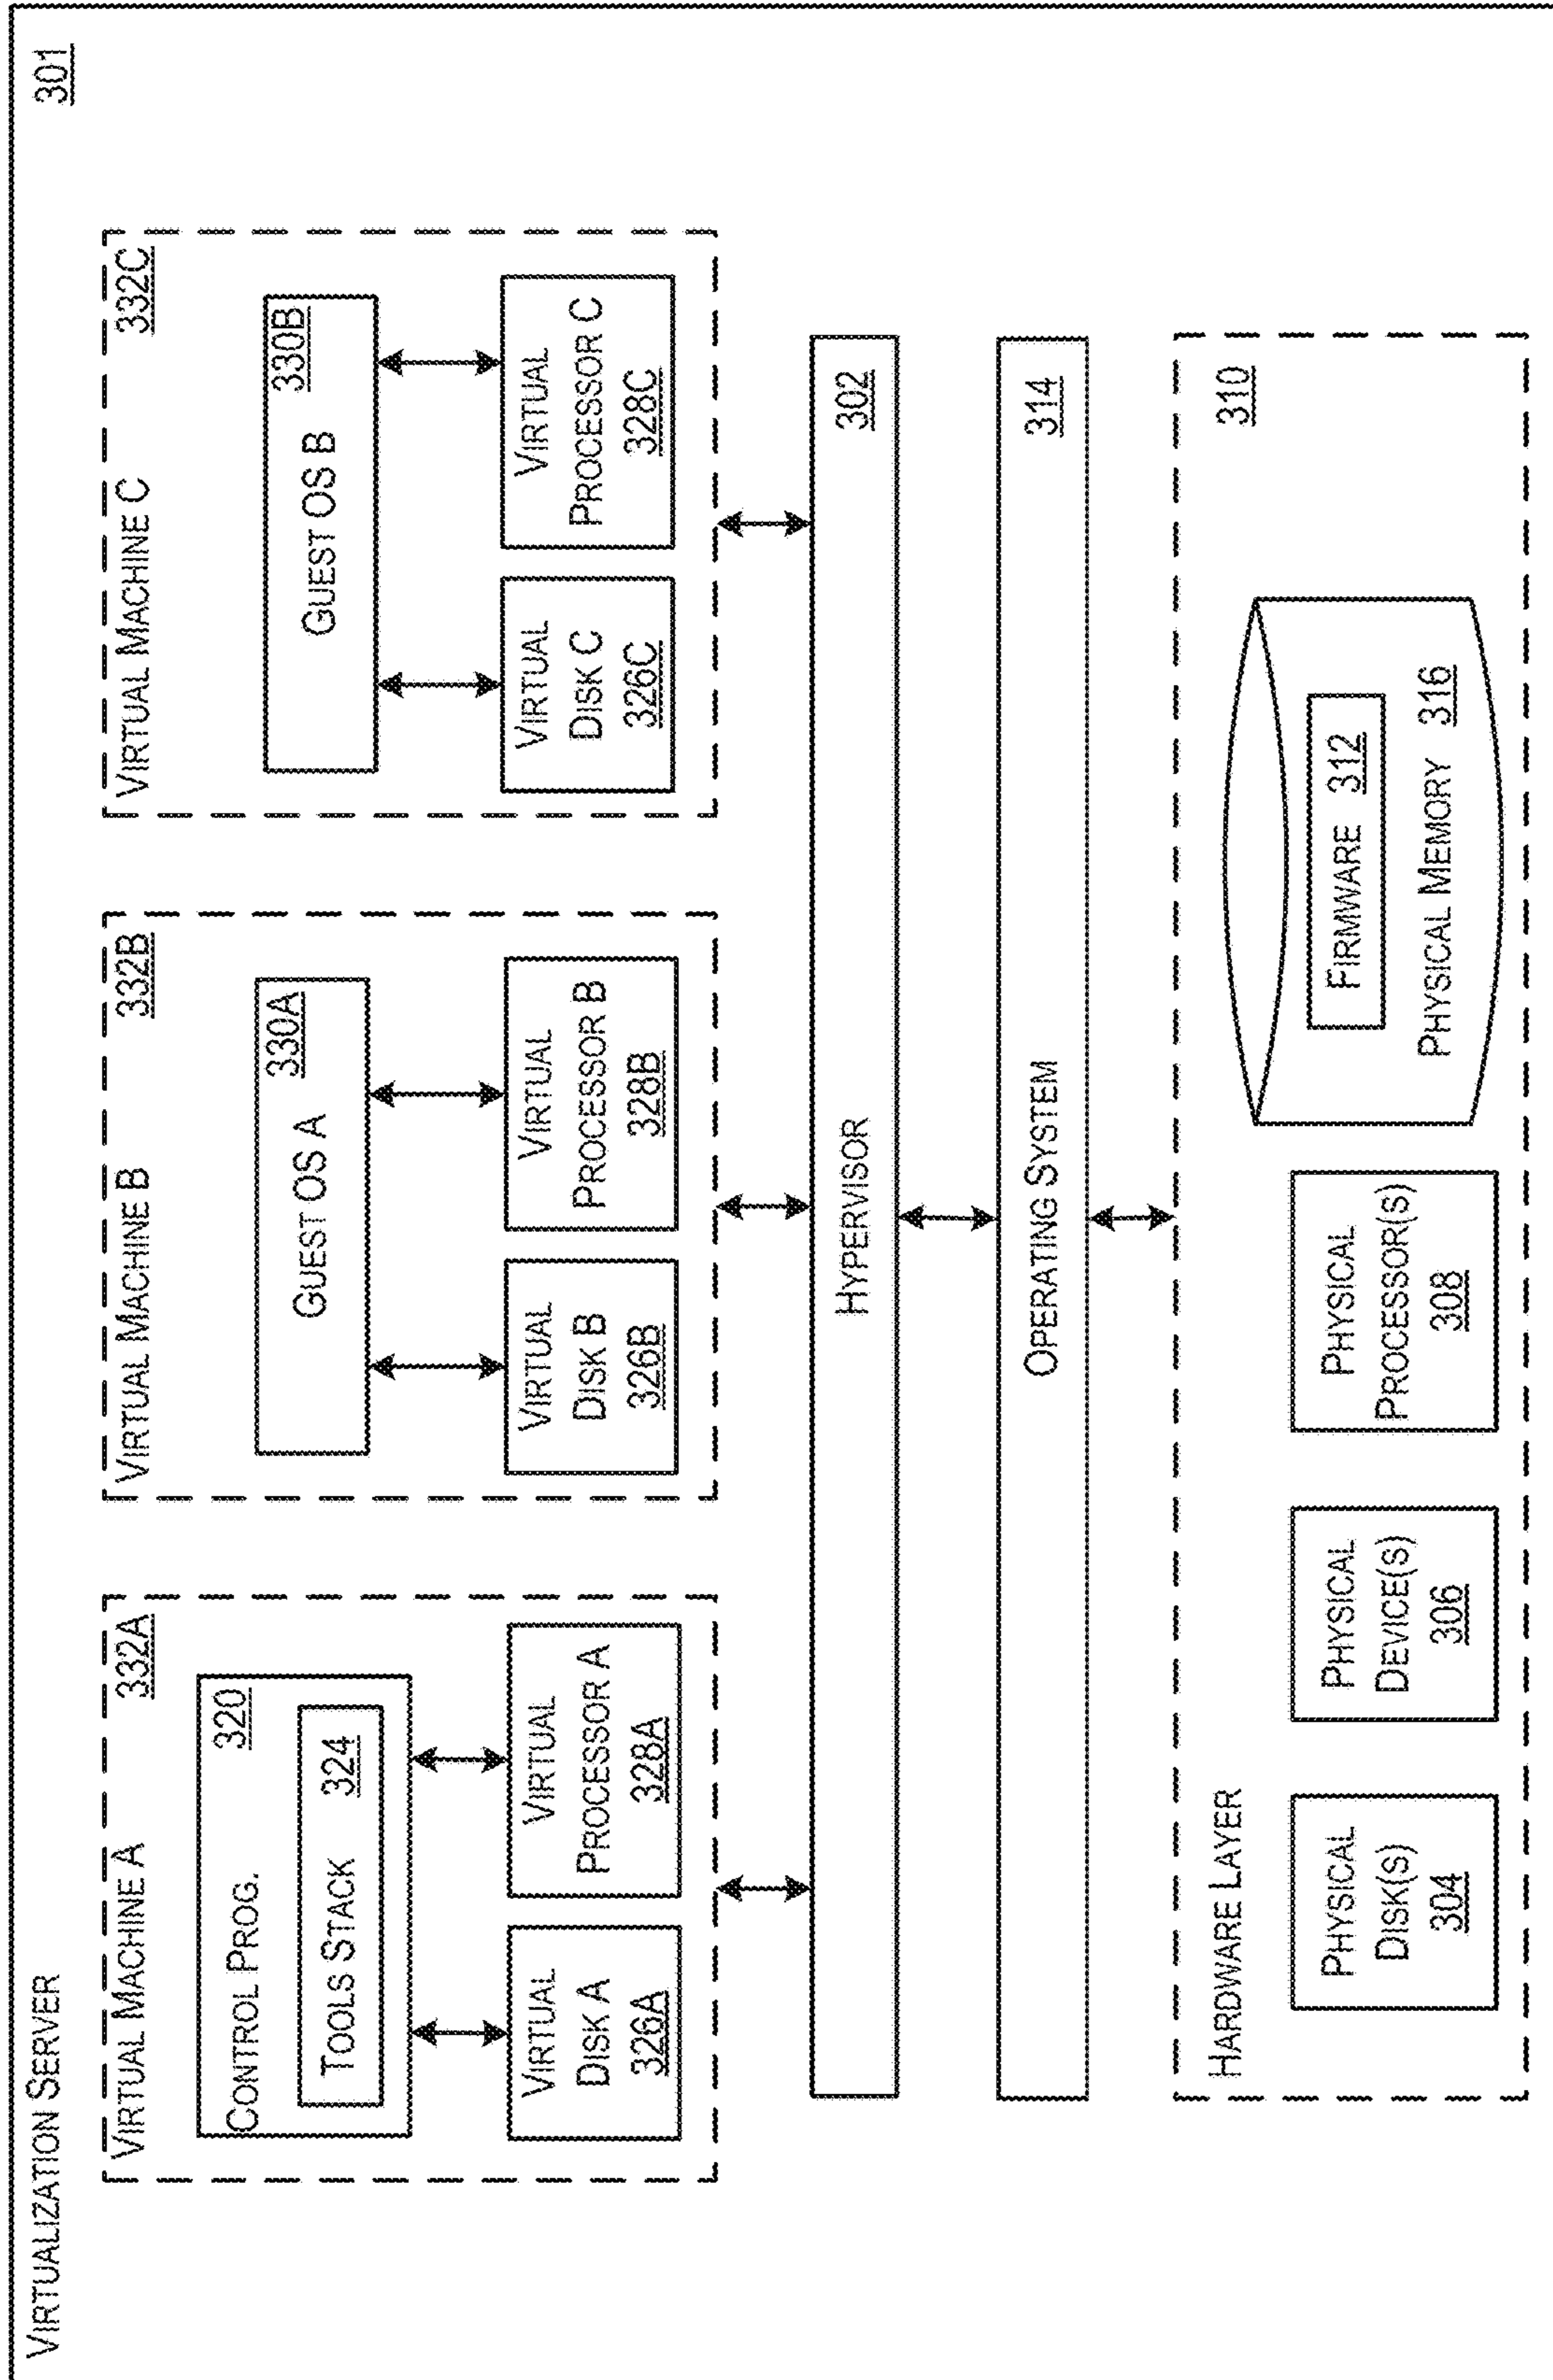 VIRTUALIZATION SERVER
301
VIRTUAL MACHINE A
332A
CONTROL PROG.
320
TOOLS STACK
324
VIRTUAL
DISK A
326A
VIRTUAL
PROCESSOR A
328A
VIRTUAL MACHINE B
332B
GUEST OS A
330A
VIRTUAL
DISK B
326B
VIRTUAL
PROCESSOR B
328B
VIRTUAL MACHINE C
332C
GUEST OS B
330B
VIRTUAL
DISK C
326C
VIRTUAL
PROCESSOR C
328C
HYPERVISOR
302
OPERATING SYSTEM
314
HARDWARE LAYER
310
PHYSICAL
DISK(S)
304
PHYSICAL
DEVICE(S)
306
PHYSICAL
PROCESSOR(S)
308
FIRMWARE 312
PHYSICAL MEMORY 316